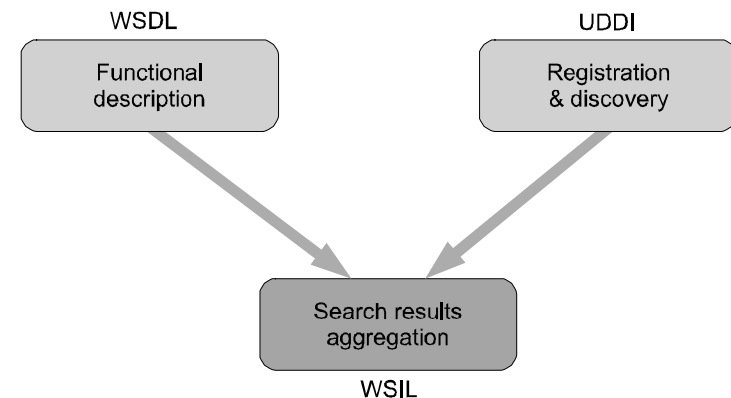 WSDL
Functional
description
UDDI
Registration
& discovery
Search results
aggregation
WSIL